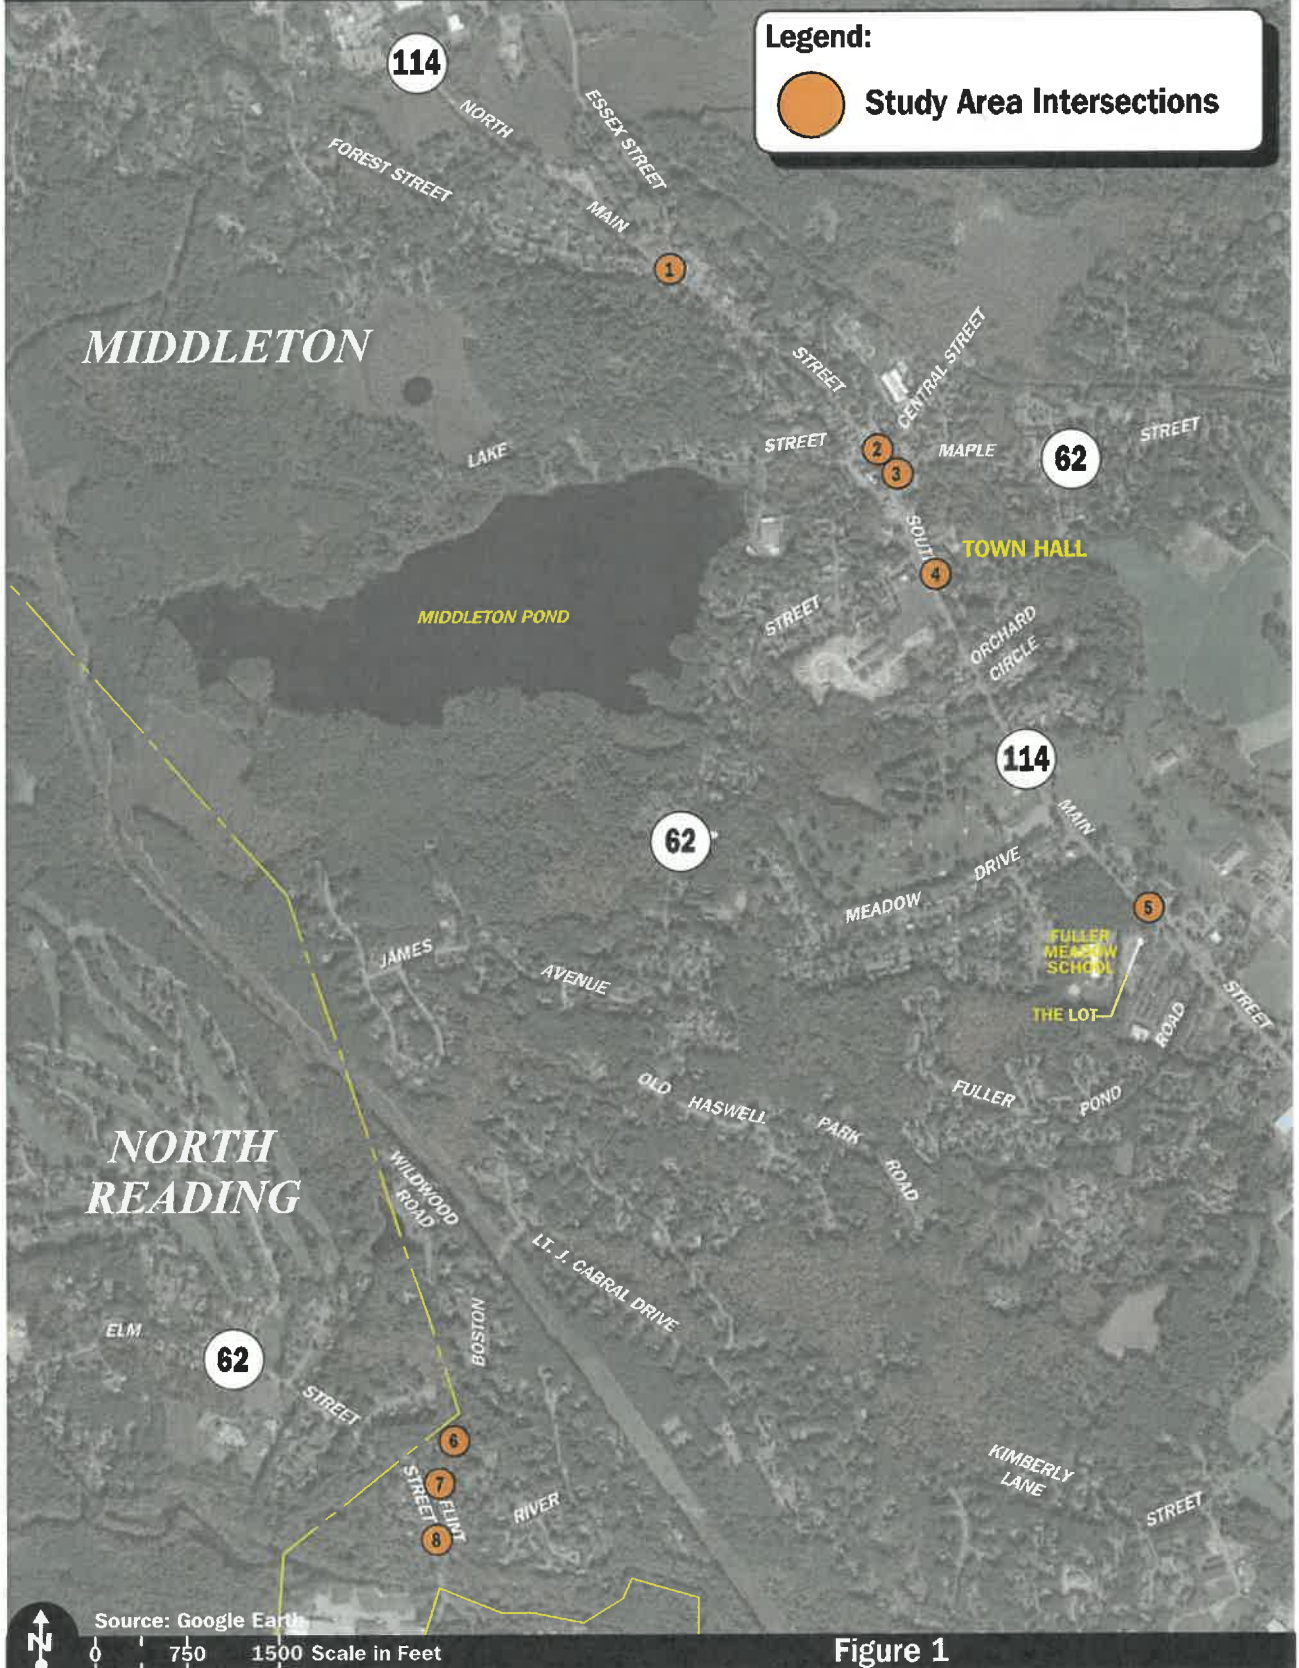 Legend:
Study Area Intersections
114
NORTH
ESSEX STREET
FOREST STREET
MAIN
1
MIDDLETON
STREET
CENTRAL STREET
LAKE
STREET
2
MAPLE
62
STREET
3
SOUTH
TOWN HALL
4
MIDDLETON POND
STREET
ORCHARD
CIRCLE
114
MAIN
62
DRIVE
MEADOW
5
FULLER
MEADOW
SCHOOL
JAMES
AVENUE
THE LOT
ROAD
STREET
OLD
HASWELL
PARK
ROAD
FULLER
POND
NORTH
READING
WILDWOOD
ROAD
LT. J. CABRAL DRIVE
BOSTON
ELM
62
STREET
6
7
STREET
FLINT
8
RIVER
KIMBERLY
LANE
STREET
Source: Google Earth
N
0 750 1500 Scale in Feet
Figure 1